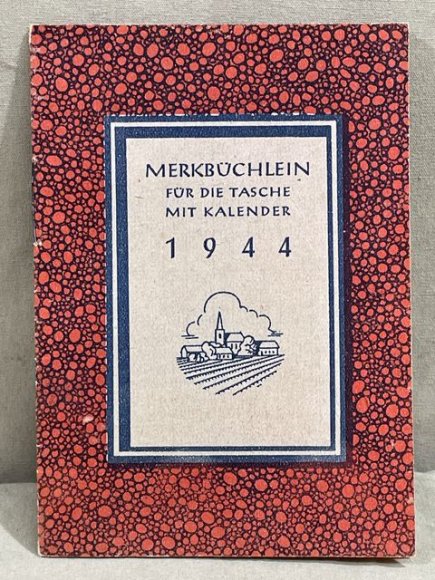 MERKBÜCHLEIN
FÜR DIE TASCHE
MIT KALENDER
1944